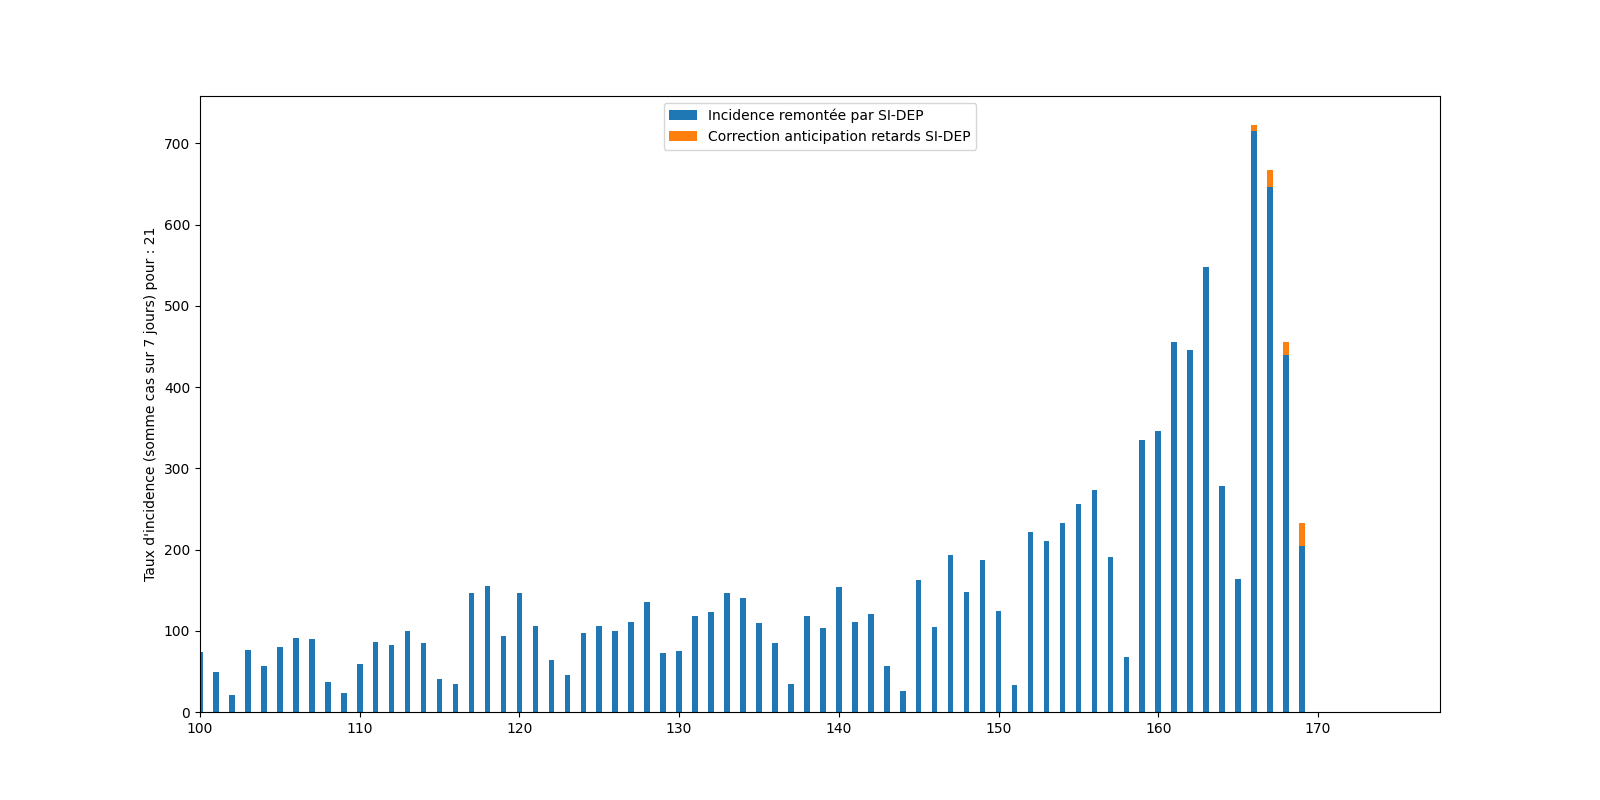 Incidence remontée par SI-DEP
Correction anticipation retards SI-DEP
Taux d'incidence (somme cas sur 7 jours) pour : 21
700
600
500
400
300
200
100
0
100 110 120 130 140 150 160 170